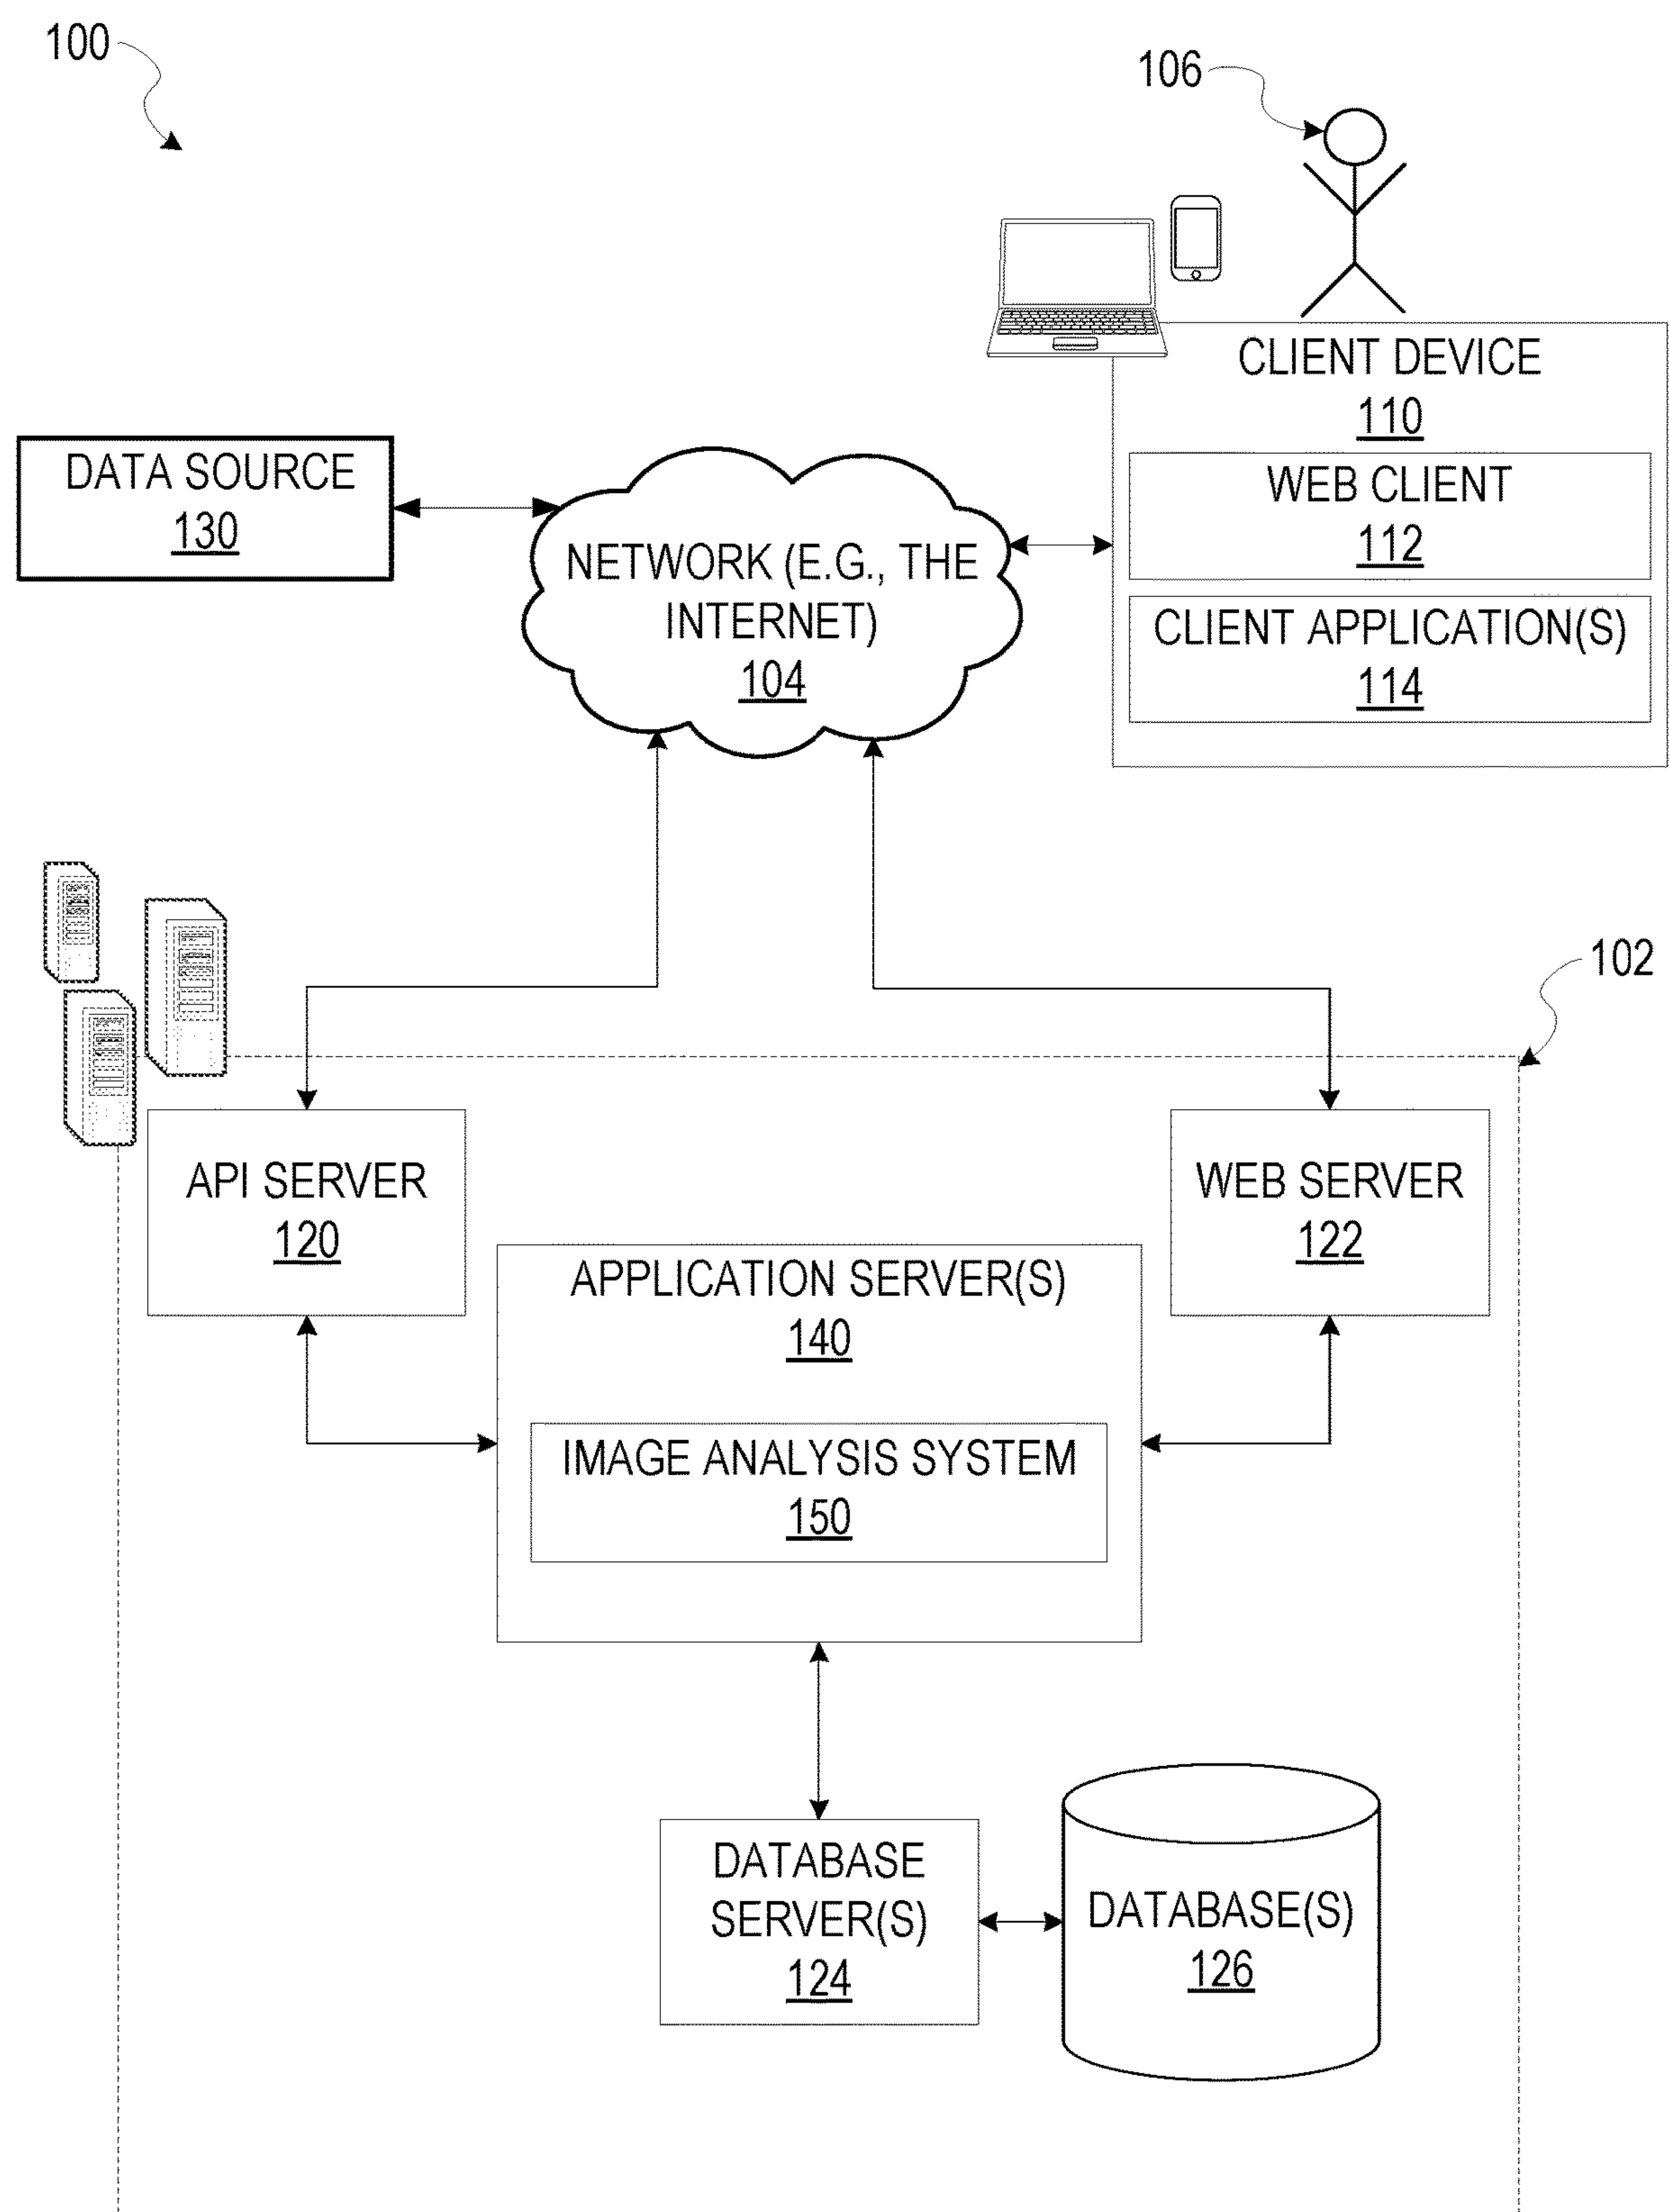 100
106
CLIENT DEVICE
110
WEB CLIENT
112
CLIENT APPLICATION(S)
114
DATA SOURCE
130
NETWORK (E.G., THE
INTERNET)
104
102
API SERVER
120
WEB SERVER
122
APPLICATION SERVER(S)
140
IMAGE ANALYSIS SYSTEM
150
DATABASE
SERVER(S)
124
DATABASE(S)
126